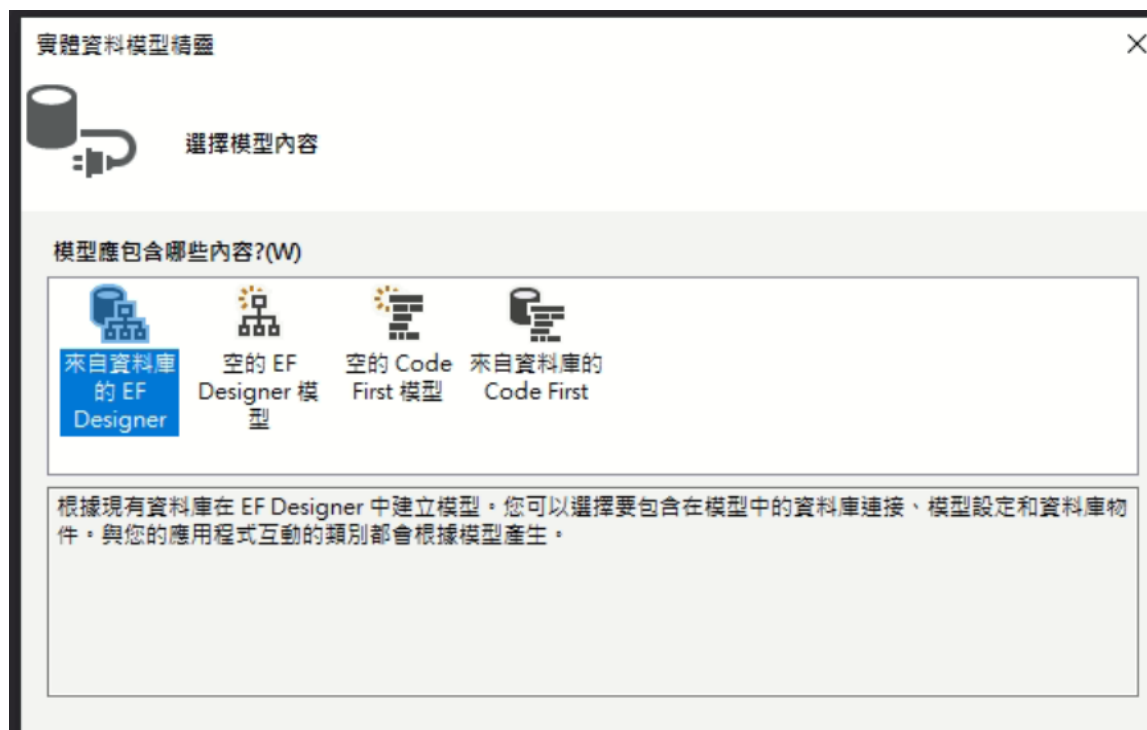 實體資料模型精靈
選擇模型內容
模型應包含哪些內容?(W)
來自資料庫
的 EF
Designer
空的 EF
Designer 模
型
空的 Code
First 模型
來自資料庫的
Code First
根據現有資料庫在 EF Designer 中建立模型。您可以選擇要包含在模型中的資料庫連接、模型設定和資料庫物
件。與您的應用程式互動的類別都會根據模型產生。